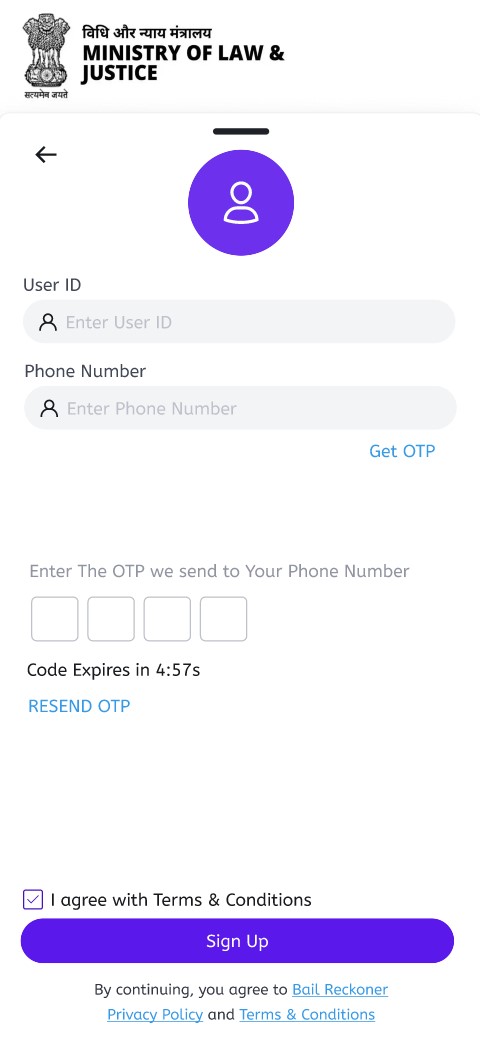 विधि और न्याय मंत्रालय
MINISTRY OF LAW &
JUSTICE
सत्यमेव जयते
User ID
Enter User ID
Phone Number
Enter Phone Number
Get OTP
Enter The OTP we send to Your Phone Number
Code Expires in 4:57s
RESEND OTP
I agree with Terms & Conditions
Sign Up
By continuing, you agree to Bail Reckoner
Privacy Policy and Terms & Conditions